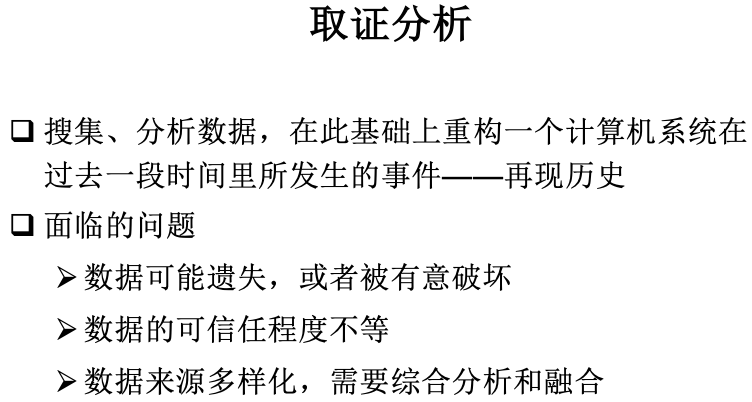 取证分析
❑ 搜集、分析数据，在此基础上重构一个计算机系统在
过去一段时间里所发生的事件——再现历史
❑ 面临的问题
➢ 数据可能遗失，或者被有意破坏
➢ 数据的可信任程度不等
➢ 数据来源多样化，需要综合分析和融合